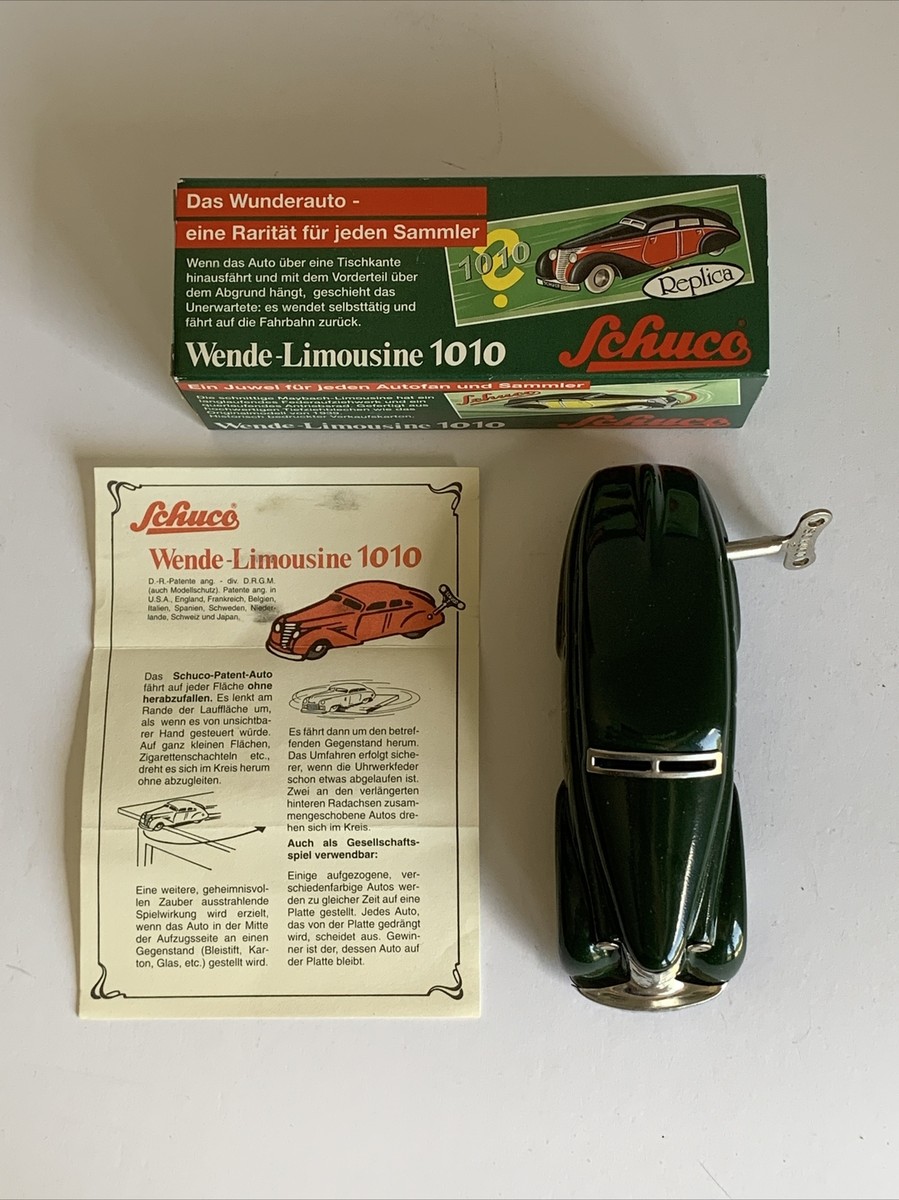 Das Wunderauto -
eine Rarität für jeden Sammler
Wenn das Auto über eine Tischkante
hinausfährt und mit dem Vorderteil über
dem Abgrund hängt, geschieht das
Unerwartete: es wendet selbsttätig und
fährt auf die Fahrbahn zurück.
1010
?
Replica
Wende-Limousine 1010
Schuco
Ein Juwel für jeden Autofan und Sammler
Die schnittige Maybach-Limousine hat ein
Schuco
Wende-Limousine 1010
Schuco
Schuco®
Wende-Limousine 1010
D.-R.-Patente ang. - div. D.R.G.M.
(auch Modellschutz). Patente ang. in
U.S.A., England, Frankreich, Belgien,
Italien, Spanien, Schweden, Nieder-
lande, Schweiz und Japan,
Das Schuco-Patent-Auto
fährt auf jeder Fläche ohne
herabzufallen. Es lenkt am
Rande der Lauffläche um,
als wenn es von unsichtba-
rer Hand gesteuert würde.
Auf ganz kleinen Flächen,
Zigarettenschachteln etc.,
dreht es sich im Kreis herum
ohne abzugleiten.
Eine weitere, geheimnisvol-
len Zauber ausstrahlende
Spielwirkung wird erzielt,
wenn das Auto in der Mitte
der Aufzugsseite an einen
Gegenstand (Bleistift, Kar-
ton, Glas, etc.) gestellt wird.
Es fährt dann um den betref-
fenden Gegenstand herum.
Das Umfahren erfolgt siche-
rer, wenn die Uhrwerkfeder
schon etwas abgelaufen ist.
Zwei an den verlängerten
hinteren Radachsen zusam-
mengeschobene Autos dre-
hen sich im Kreis.
Auch als Gesellschafts-
spiel verwendbar:
Einige aufgezogene, ver-
schiedenfarbige Autos wer-
den zu gleicher Zeit auf eine
Platte gestellt. Jedes Auto,
das von der Platte gedrängt
wird, scheidet aus. Gewin-
ner ist der, dessen Auto auf
der Platte bleibt.